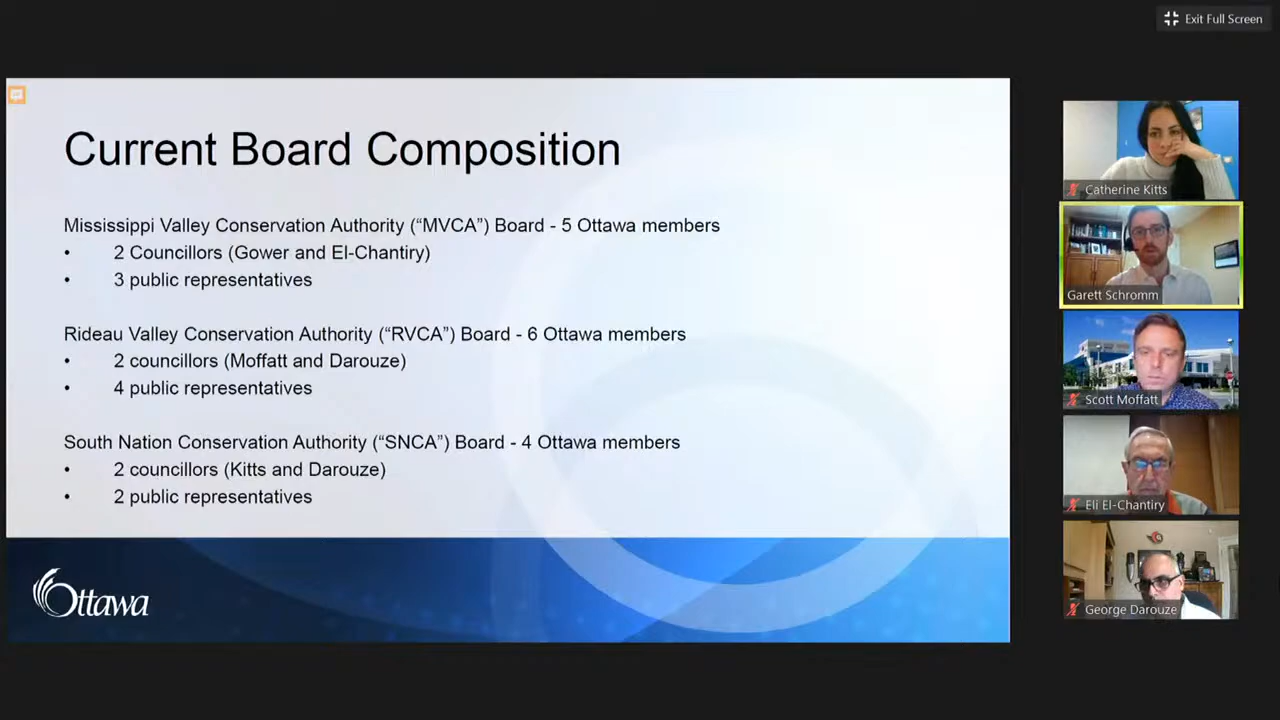 Exit Full Screen
Current Board Composition
Mississippi Valley Conservation Authority (“MVCA”) Board - 5 Ottawa members
• 2 Councillors (Gower and El-Chantiry)
• 3 public representatives
Rideau Valley Conservation Authority (“RVCA”) Board - 6 Ottawa members
• 2 councillors (Moffatt and Darouze)
• 4 public representatives
South Nation Conservation Authority (“SNCA”) Board - 4 Ottawa members
• 2 councillors (Kitts and Darouze)
• 2 public representatives
Ottawa
Catherine Kitts
Garett Schromm
Scott Moffatt
Eli El-Chantiry
George Darouze